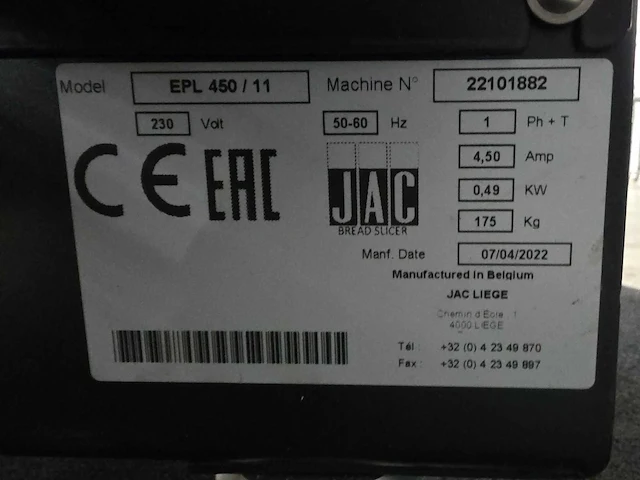 Model EPL 450 / 11 Machine N° 22101882
230 Volt 50-60 Hz 1 Ph + T
CE EAC 4,50 Amp
JAC 0,49 KW
BREAD SLICER 175 Kg
Manf. Date 07/04/2022
Manufactured in Belgium
JAC LIEGE
4000 LIEGE
Tél : +32 (0) 4 23 49 870
Fax : +32 (0) 4 23 49 897